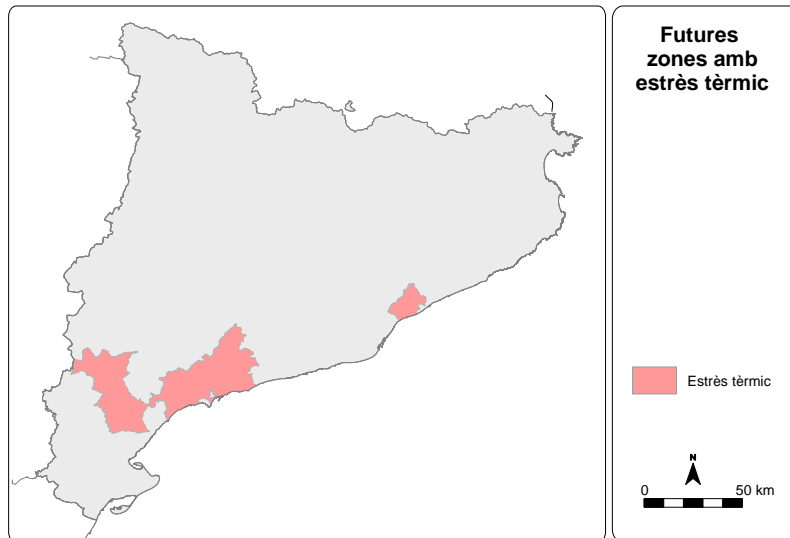 Futures
zones amb
estrès tèrmic
Estrès tèrmic
N
0 50 km